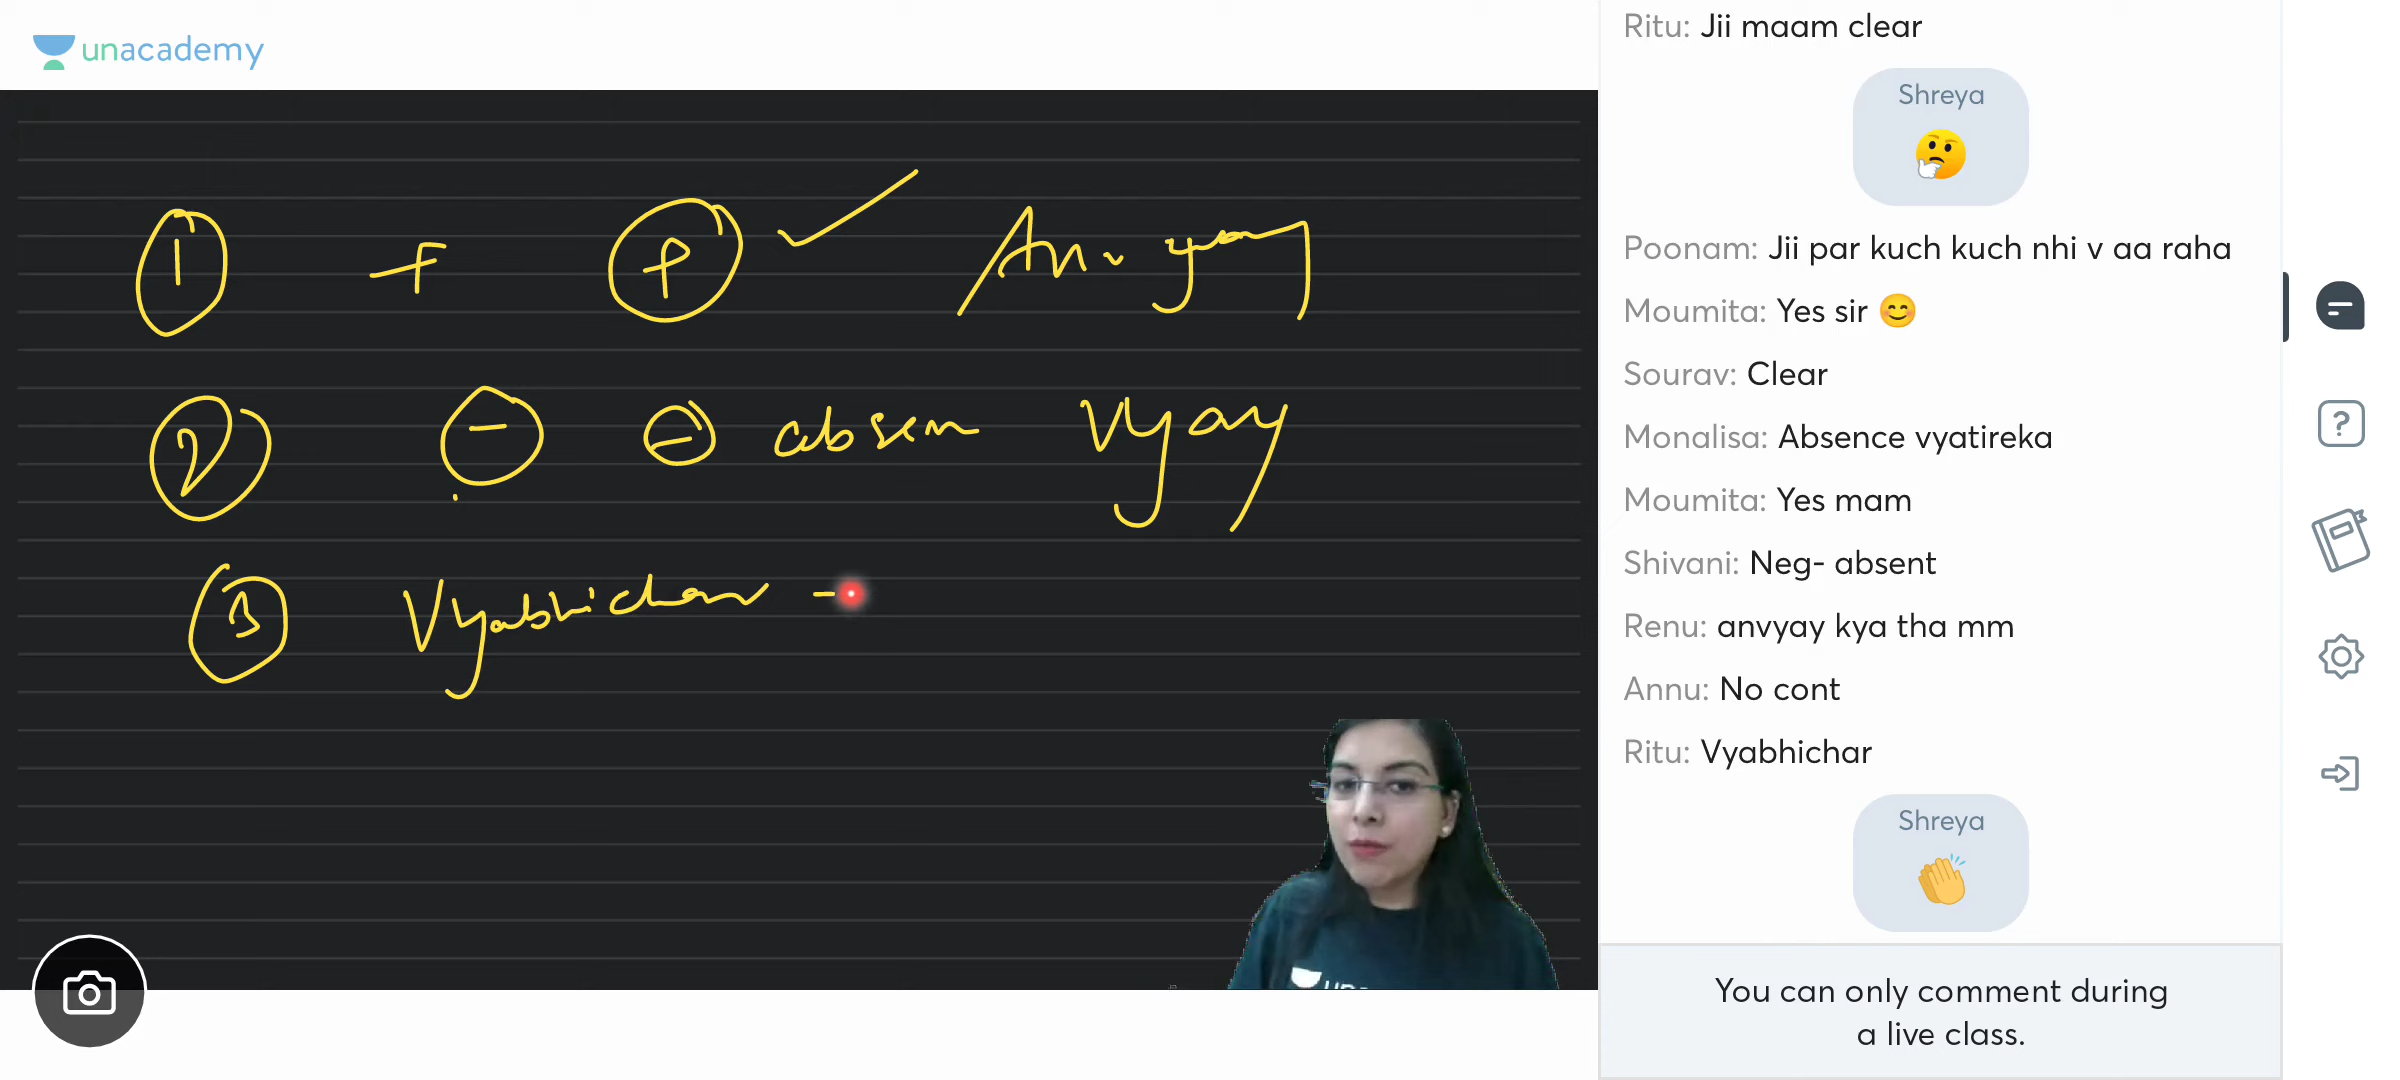 unacademy
1 + P Anvyay
2 - - absen Vyay
3 Vyabhichar -
Ritu: Jii maam clear
Shreya
🤔
Poonam: Jii par kuch kuch nhi v aa raha
Moumita: Yes sir 😊
Sourav: Clear
Monalisa: Absence vyatireka
Moumita: Yes mam
Shivani: Neg- absent
Renu: anvyay kya tha mm
Annu: No cont
Ritu: Vyabhichar
Shreya
👏
You can only comment during
a live class.